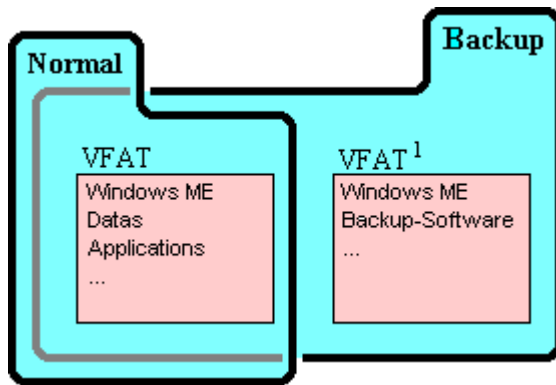 Normal
Backup
VFAT
Windows ME
Datas
Applications
...
VFAT¹
Windows ME
Backup-Software
...